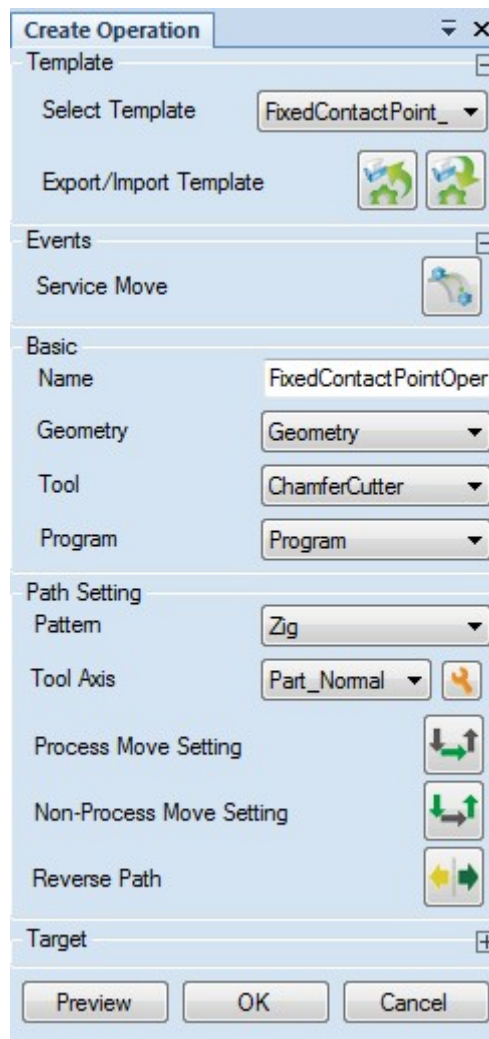 Create Operation
Template
Select Template FixedContactPoint_
Export/Import Template
Events
Service Move
Basic
Name FixedContactPointOper
Geometry Geometry
Tool ChamferCutter
Program Program
Path Setting
Pattern Zig
Tool Axis Part_Normal
Process Move Setting
Non-Process Move Setting
Reverse Path
Target
Preview OK Cancel